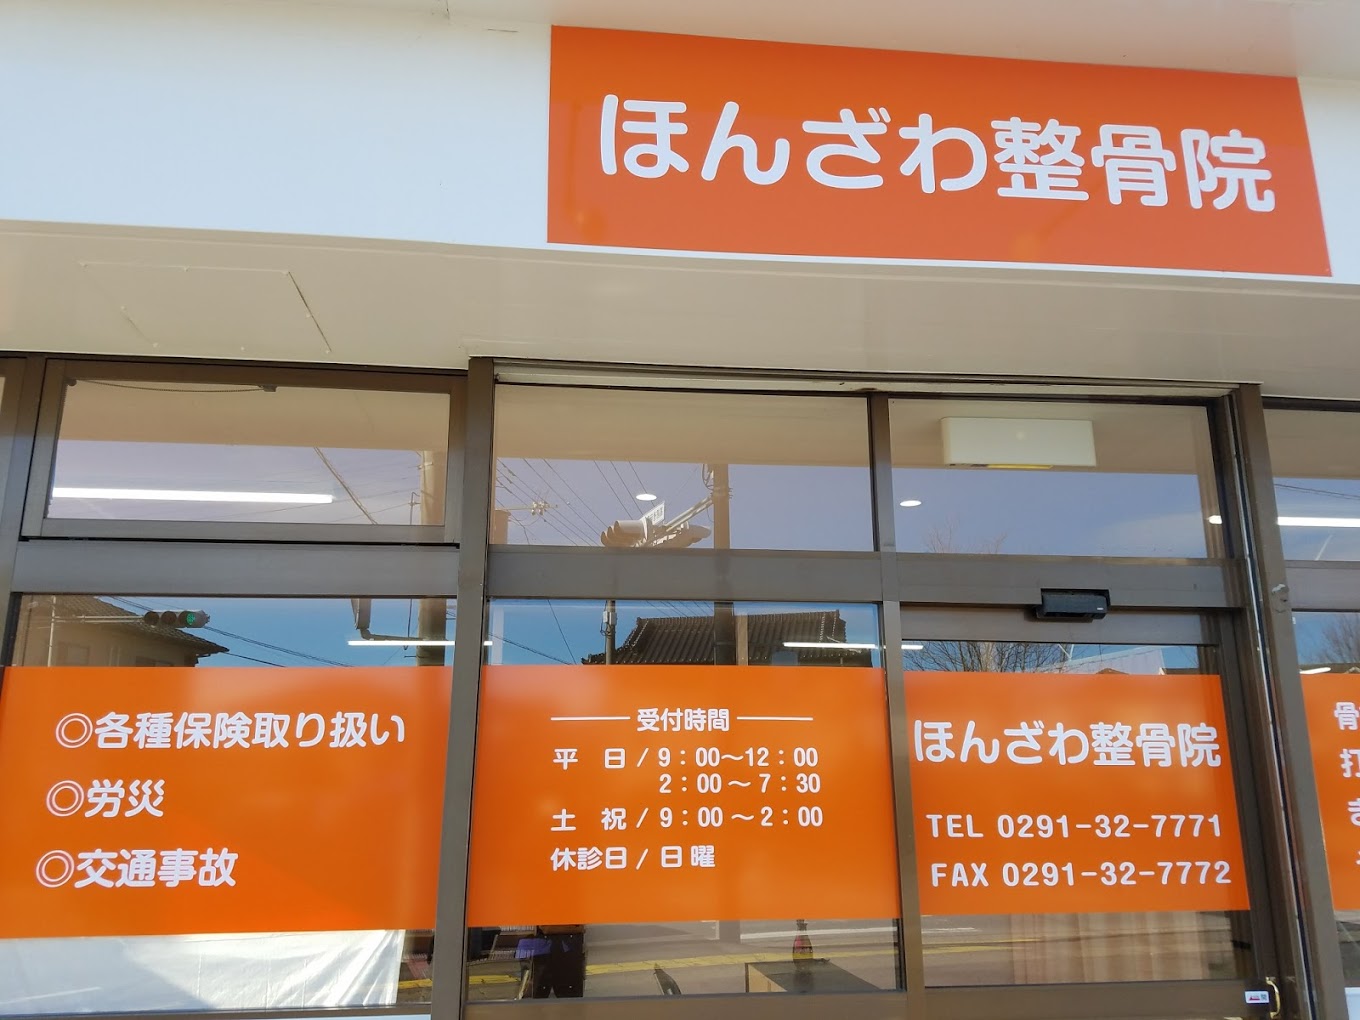 ほんざわ整骨院
◎各種保険取り扱い
◎労災
◎交通事故
受付時間
平 日 / 9：00～12：00
2：00～7：30
土 祝 / 9：00～2：00
休診日 / 日曜
ほんざわ整骨院
TEL 0291-32-7771
FAX 0291-32-7772
骨
打